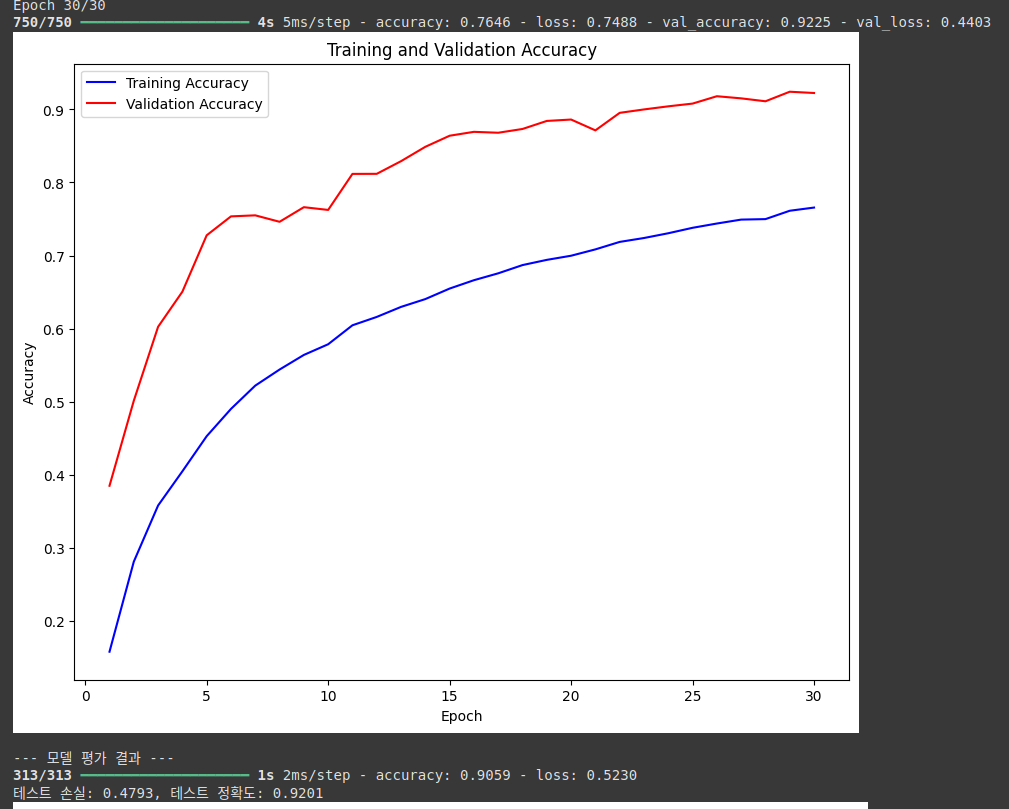 Epoch 30/30
750/750 ━━━━━━━━━━━━━━━━━━━━ 4s 5ms/step - accuracy: 0.7646 - loss: 0.7488 - val_accuracy: 0.9225 - val_loss: 0.4403
Training and Validation Accuracy
Training Accuracy
Validation Accuracy
0.9
0.8
0.7
0.6
0.5
0.4
0.3
0.2
Accuracy
0 5 10 15 20 25 30
Epoch
--- 모델 평가 결과 ---
313/313 ━━━━━━━━━━━━━━━━━━━━ 1s 2ms/step - accuracy: 0.9059 - loss: 0.5230
테스트 손실: 0.4793, 테스트 정확도: 0.9201